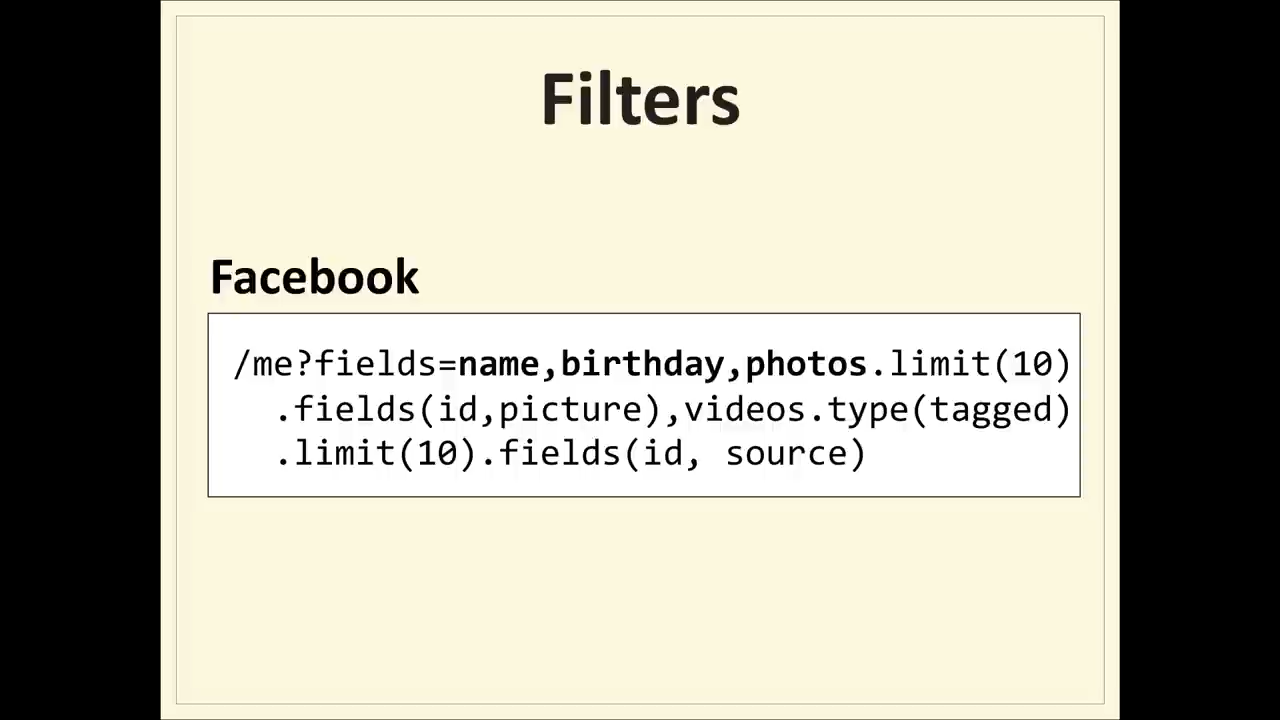 Filters
Facebook
/me?fields=name,birthday,photos.limit(10)
.fields(id,picture),videos.type(tagged)
.limit(10).fields(id, source)